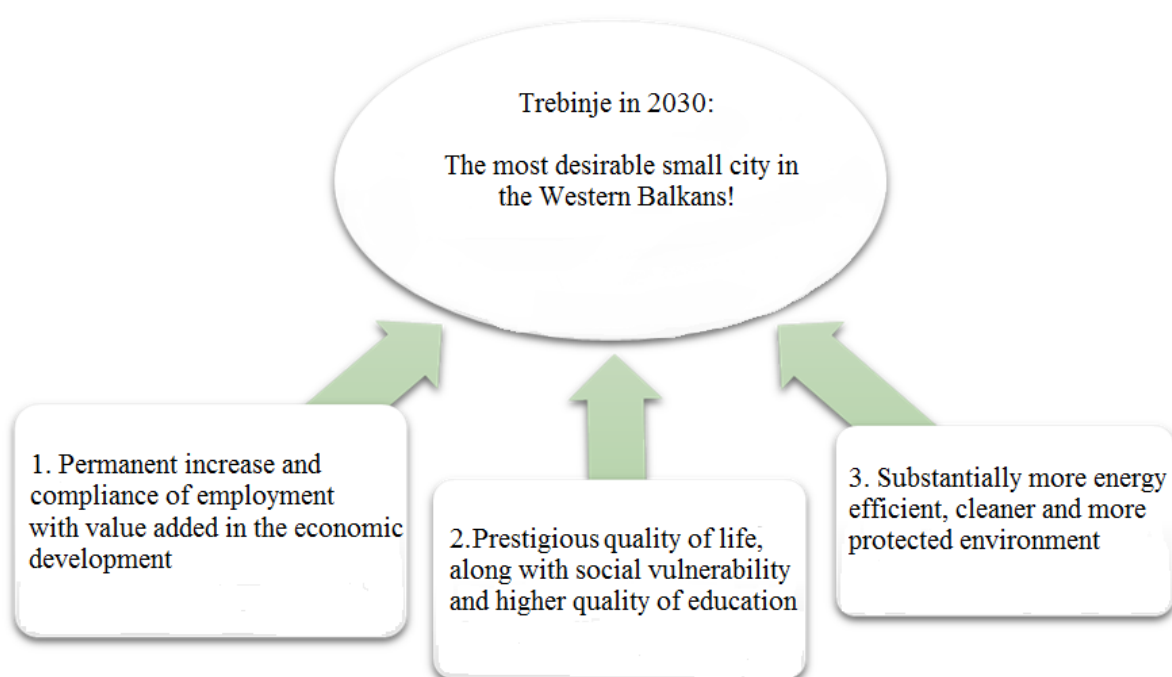 Trebinje in 2030:
The most desirable small city in
the Western Balkans!
1. Permanent increase and
compliance of employment
with value added in the economic
development
2.Prestigious quality of life,
along with social vulnerability
and higher quality of education
3. Substantially more energy
efficient, cleaner and more
protected environment